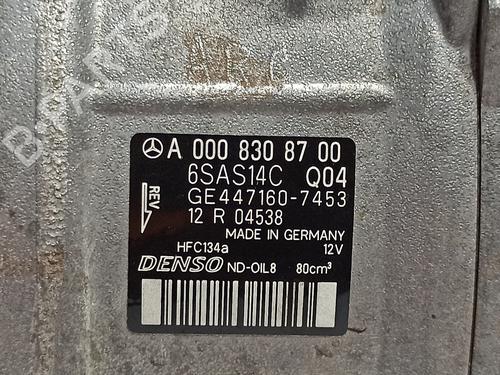 B-PARTS
A 000 830 87 00
6SAS14C Q04
REV.
GE447160-7453
12 R 04538
MADE IN GERMANY
HFC134a 12V
DENSO ND-OIL8 80cm³